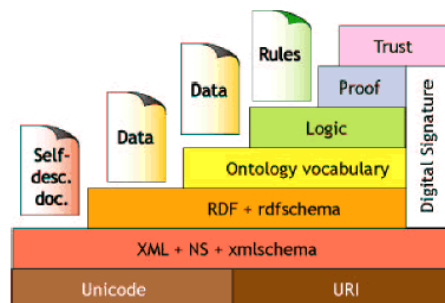 Trust
Rules
Proof
Data
Logic
Data
Digital Signature
Self-
desc.
doc.
Ontology vocabulary
RDF + rdfschema
XML + NS + xmlschema
Unicode
URI